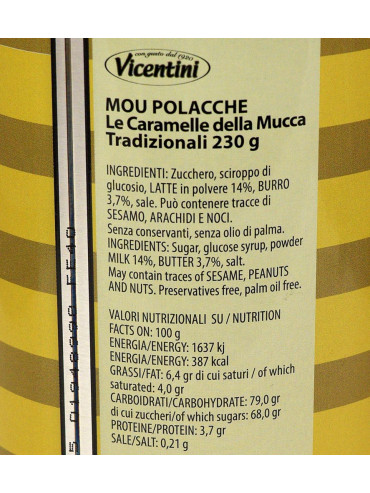 con gusto dal 1920
Vicentini
MOU POLACCHE
Le Caramelle della Mucca
Tradizionali 230 g
INGREDIENTI: Zucchero, sciroppo di
glucosio, LATTE in polvere 14%, BURRO
3,7%, sale. Può contenere tracce di
SESAMO, ARACHIDI E NOCI.
Senza conservanti, senza olio di palma.
INGREDIENTS: Sugar, glucose syrup, powder
MILK 14%, BUTTER 3,7%, salt.
May contain traces of SESAME, PEANUTS
AND NUTS. Preservatives free, palm oil free.
VALORI NUTRIZIONALI SU / NUTRITION
FACTS ON: 100 g
ENERGIA/ENERGY: 1637 kj
ENERGIA/ENERGY: 387 kcal
GRASSI/FAT: 6,4 gr di cui saturi / of which
saturated: 4,0 gr
CARBOIDRATI/CARBOHYDRATE: 79,0 gr
di cui zuccheri/of which sugars: 68,0 gr
PROTEINE/PROTEIN: 3,7 gr
SALE/SALT: 0,21 g